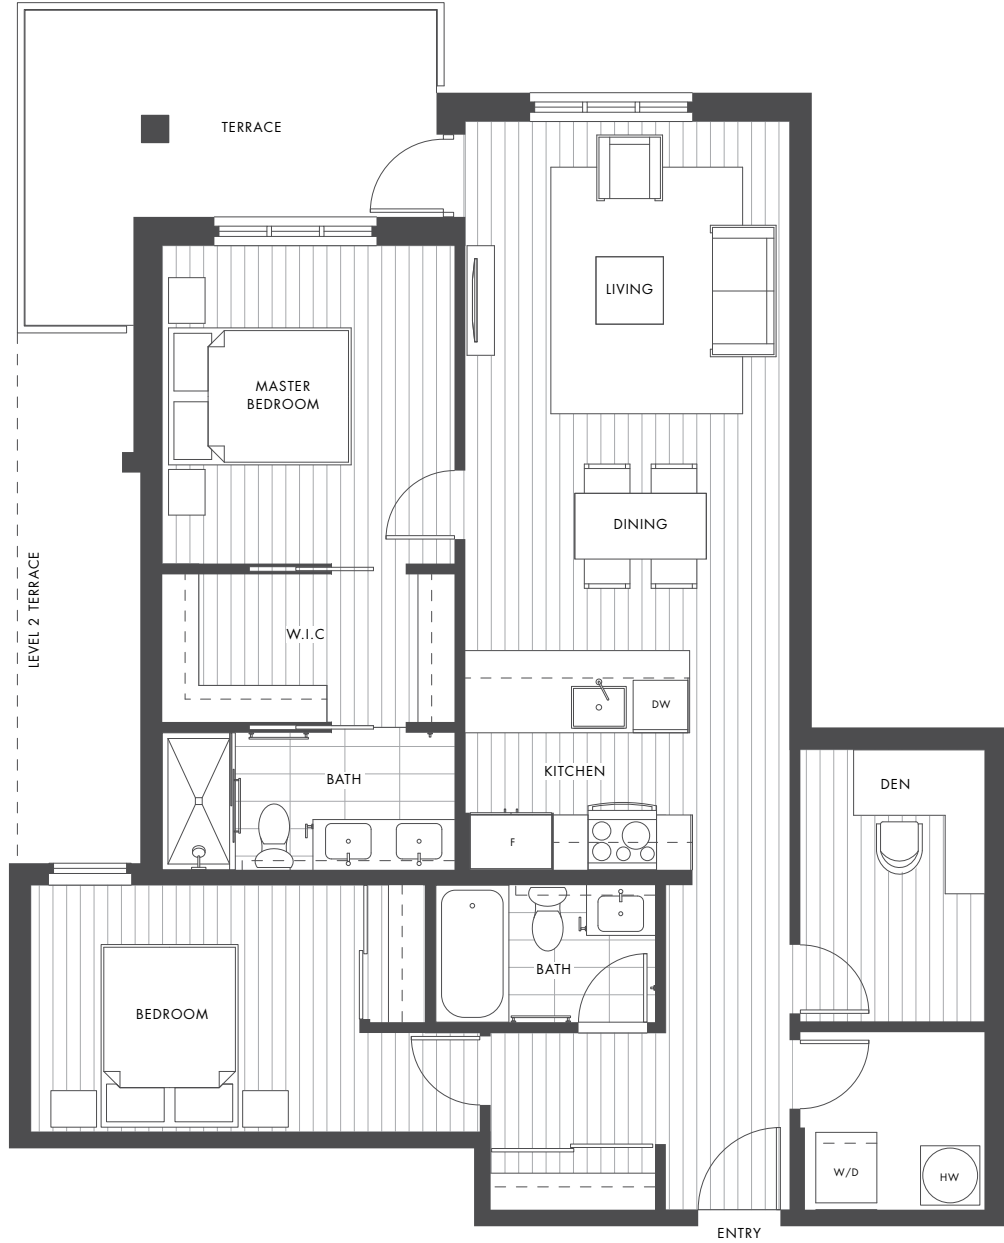 TERRACE
LIVING
MASTER
BEDROOM
DINING
LEVEL 2 TERRACE
W.I.C
DW
KITCHEN
BATH
DEN
F
BATH
BEDROOM
W/D
HW
ENTRY